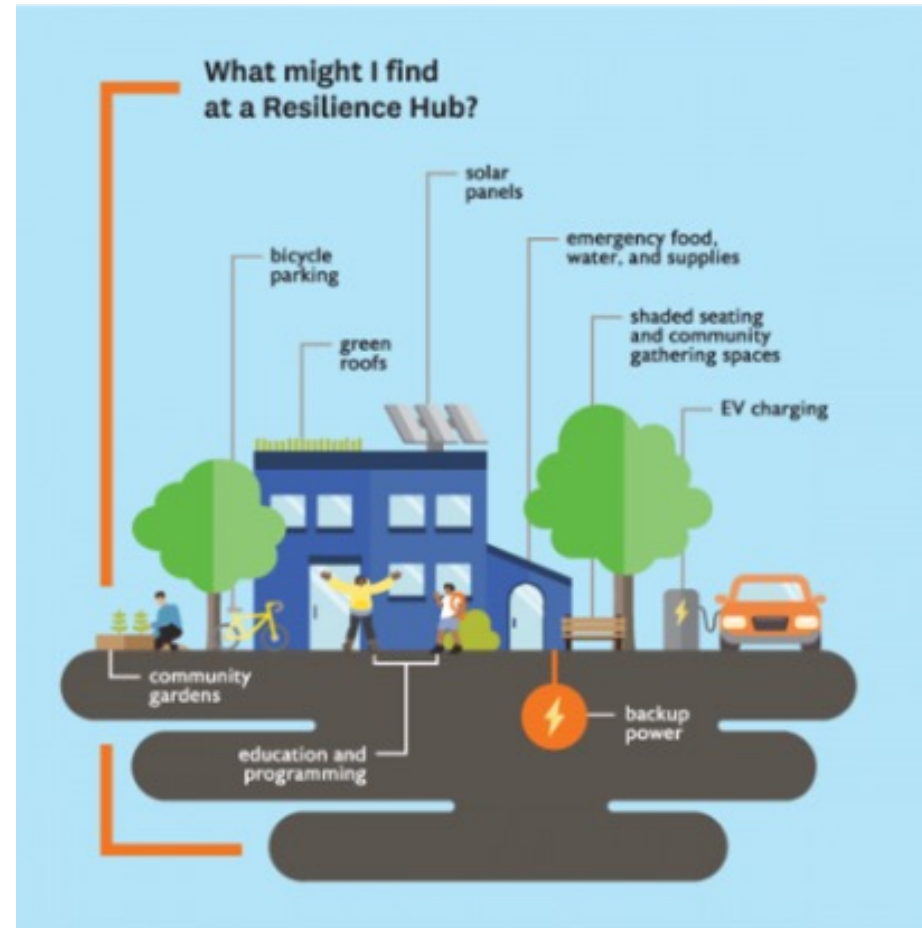 What might I find
at a Resilience Hub?
solar
panels
bicycle
parking
emergency food,
water, and supplies
green
roofs
shaded seating
and community
gathering spaces
EV charging
community
gardens
education and
programming
backup
power